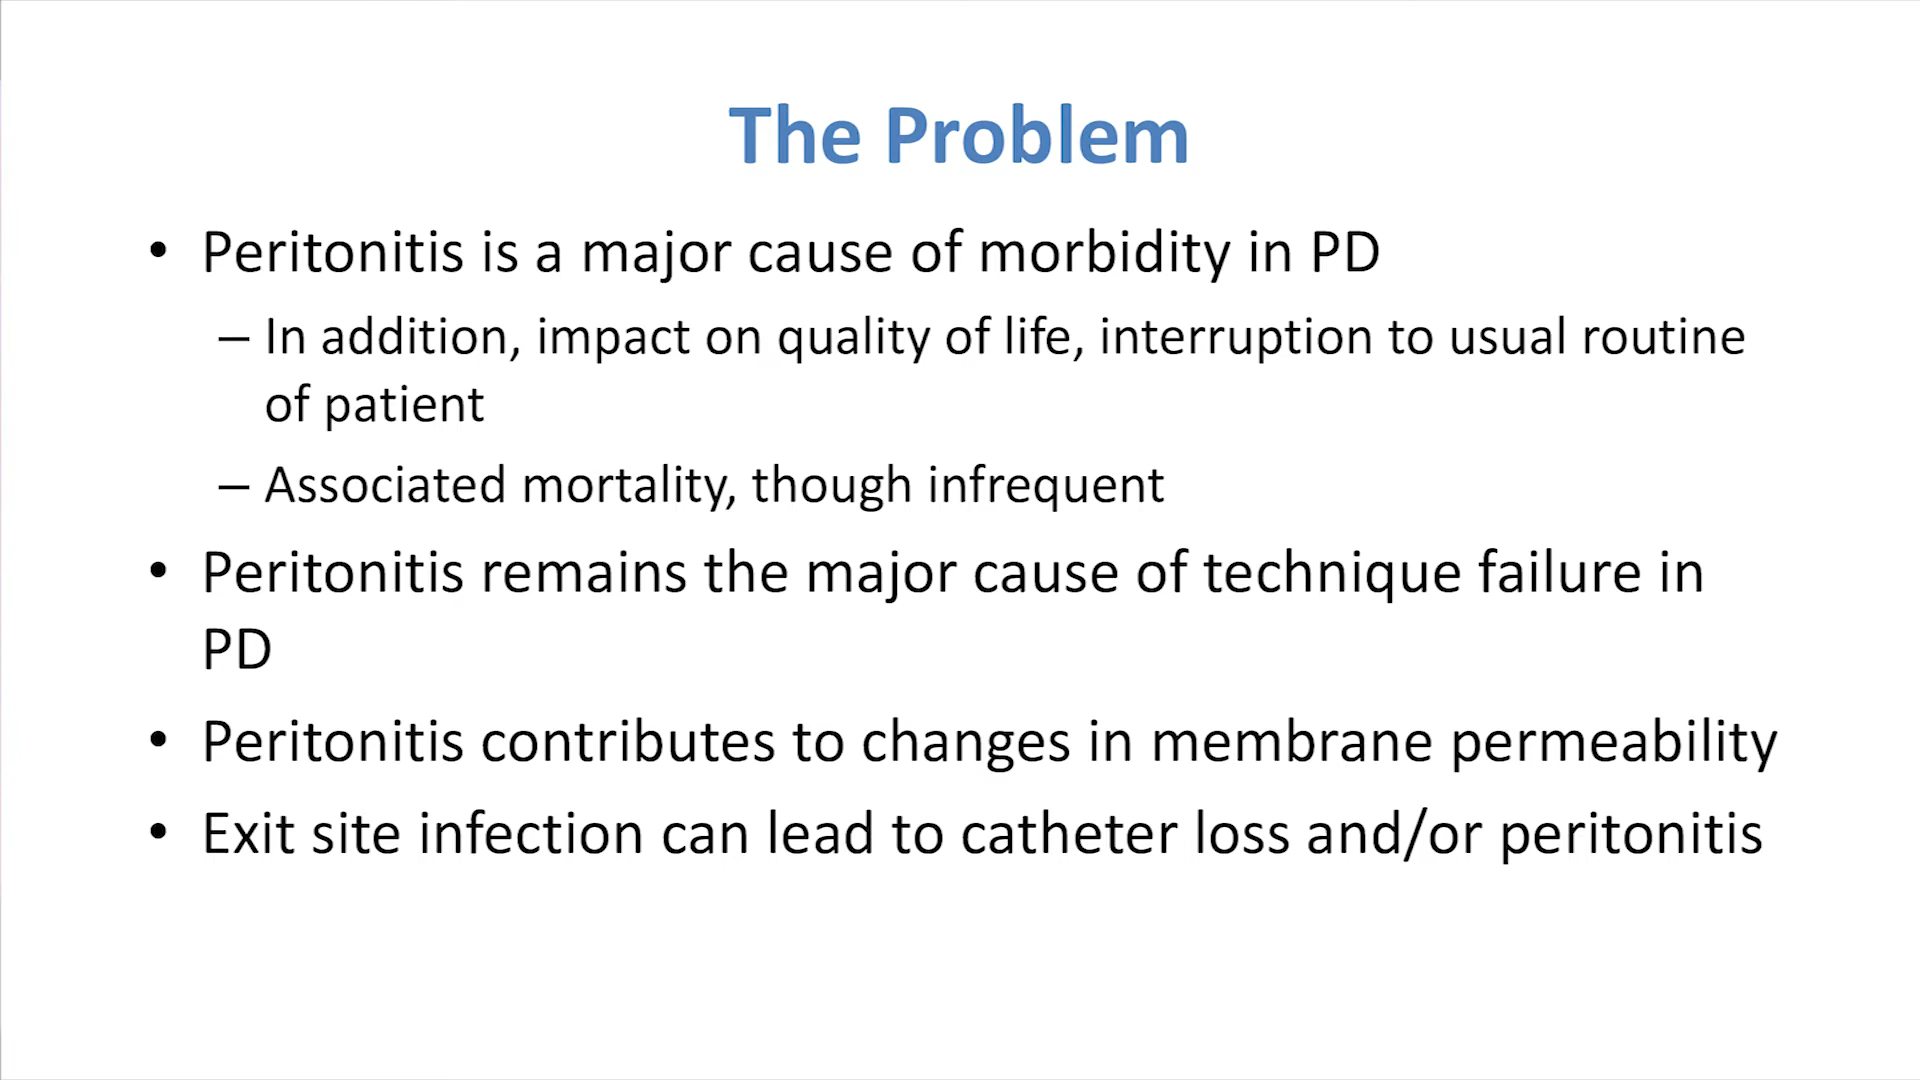 The Problem
• Peritonitis is a major cause of morbidity in PD
– In addition, impact on quality of life, interruption to usual routine
of patient
– Associated mortality, though infrequent
• Peritonitis remains the major cause of technique failure in
PD
• Peritonitis contributes to changes in membrane permeability
• Exit site infection can lead to catheter loss and/or peritonitis